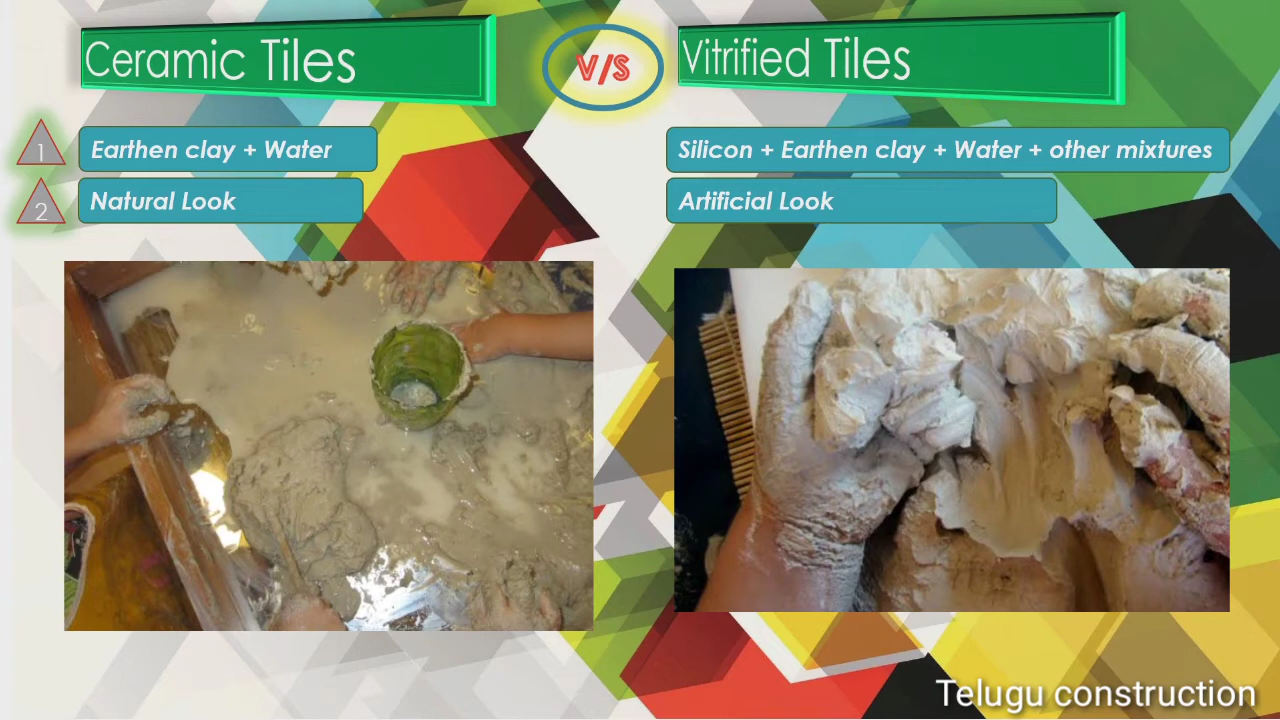 Ceramic Tiles
V/S
Vitrified Tiles
1
Earthen clay + Water
Silicon + Earthen clay + Water + other mixtures
2
Natural Look
Artificial Look
Telugu construction